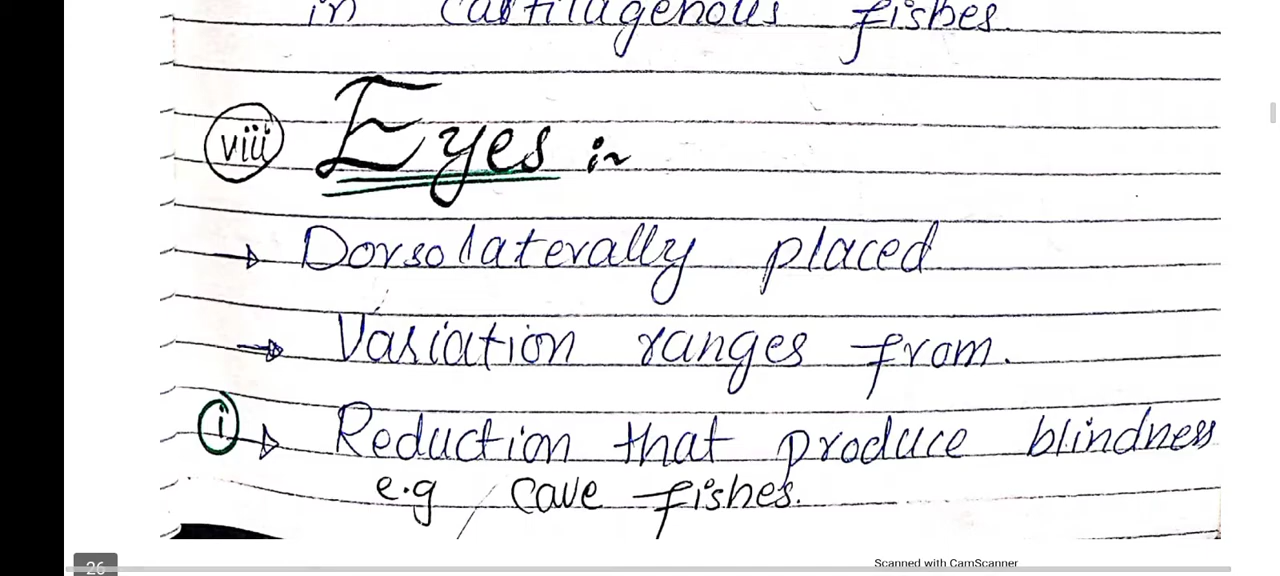 in cartilagenous fishes.
viii Eyes :~
→ Dorsolaterally placed
→ Variation ranges from.
i → Reduction that produce blindness
e.g, cave fishes.
26
Scanned with CamScanner